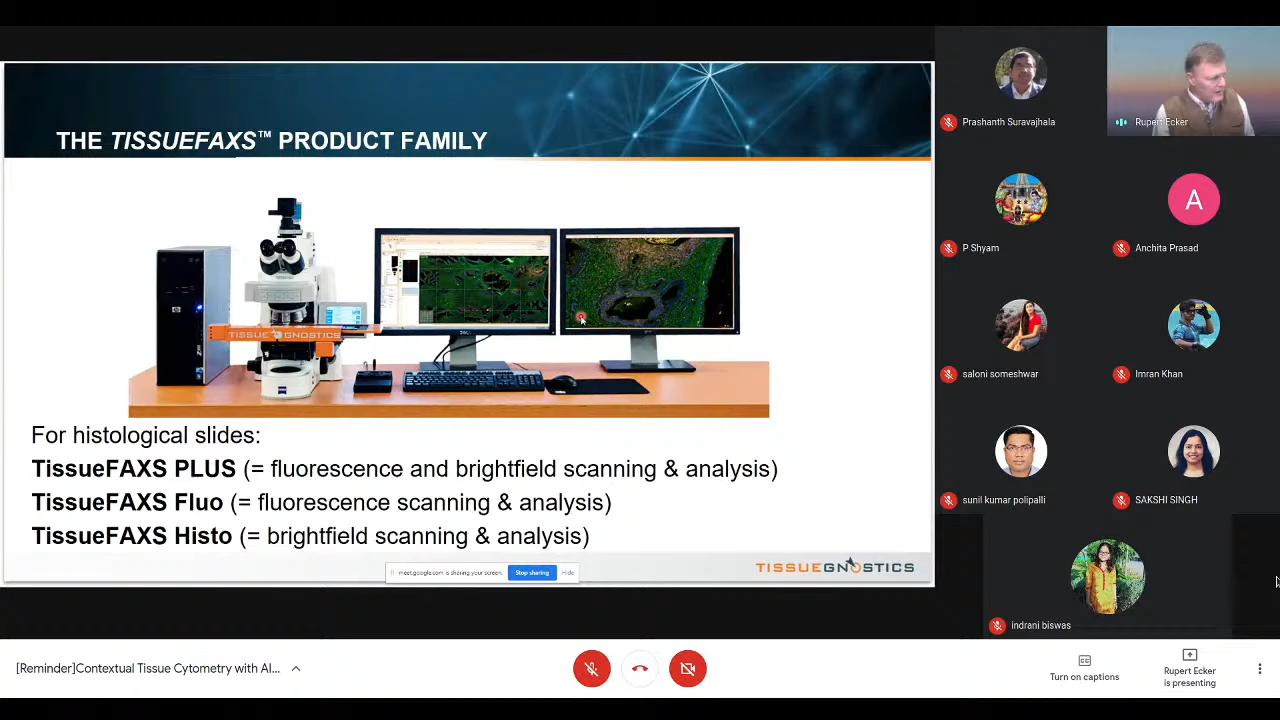 THE TISSUEFAXS™ PRODUCT FAMILY
TISSUEGNOSTICS
For histological slides:
TissueFAXS PLUS (= fluorescence and brightfield scanning & analysis)
TissueFAXS Fluo (= fluorescence scanning & analysis)
TissueFAXS Histo (= brightfield scanning & analysis)
TISSUEGNOSTICS
meet.google.com is sharing your screen.
Stop sharing
Hide
Prashanth Suravajhala
Rupert Ecker
P Shyam
A
Anchita Prasad
saloni someshwar
Imran Khan
sunil kumar polipalli
SAKSHI SINGH
indrani biswas
[Reminder]Contextual Tissue Cytometry with AI...
Turn on captions
Rupert Ecker
is presenting